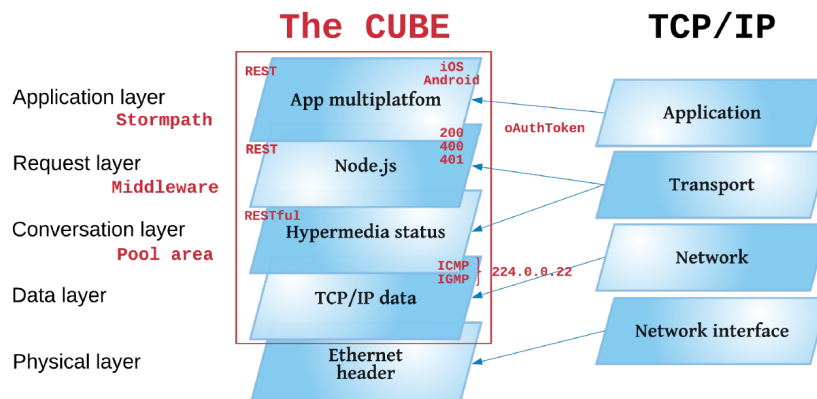 The CUBE
TCP/IP
REST
iOS
Android
Application layer
App multiplatfom
Application
Stormpath
oAuthToken
200
400
401
REST
Request layer
Node.js
Transport
Middleware
RESTful
Conversation layer
Hypermedia status
Network
Pool area
ICMP
IGMP
} 224.0.0.22
Data layer
TCP/IP data
Network interface
Physical layer
Ethernet
header